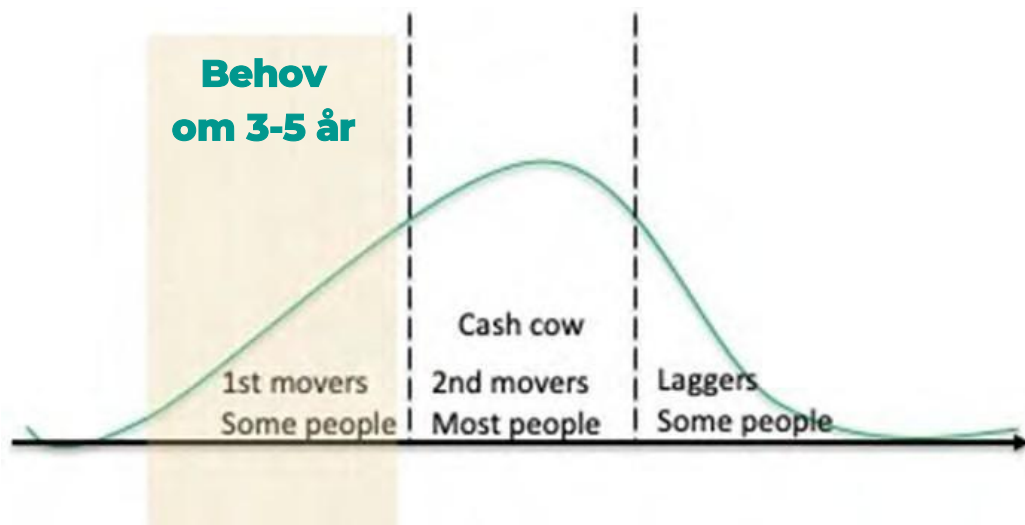 Behov
om 3-5 år
1st movers
Some people
Cash cow
2nd movers
Most people
Laggers
Some people